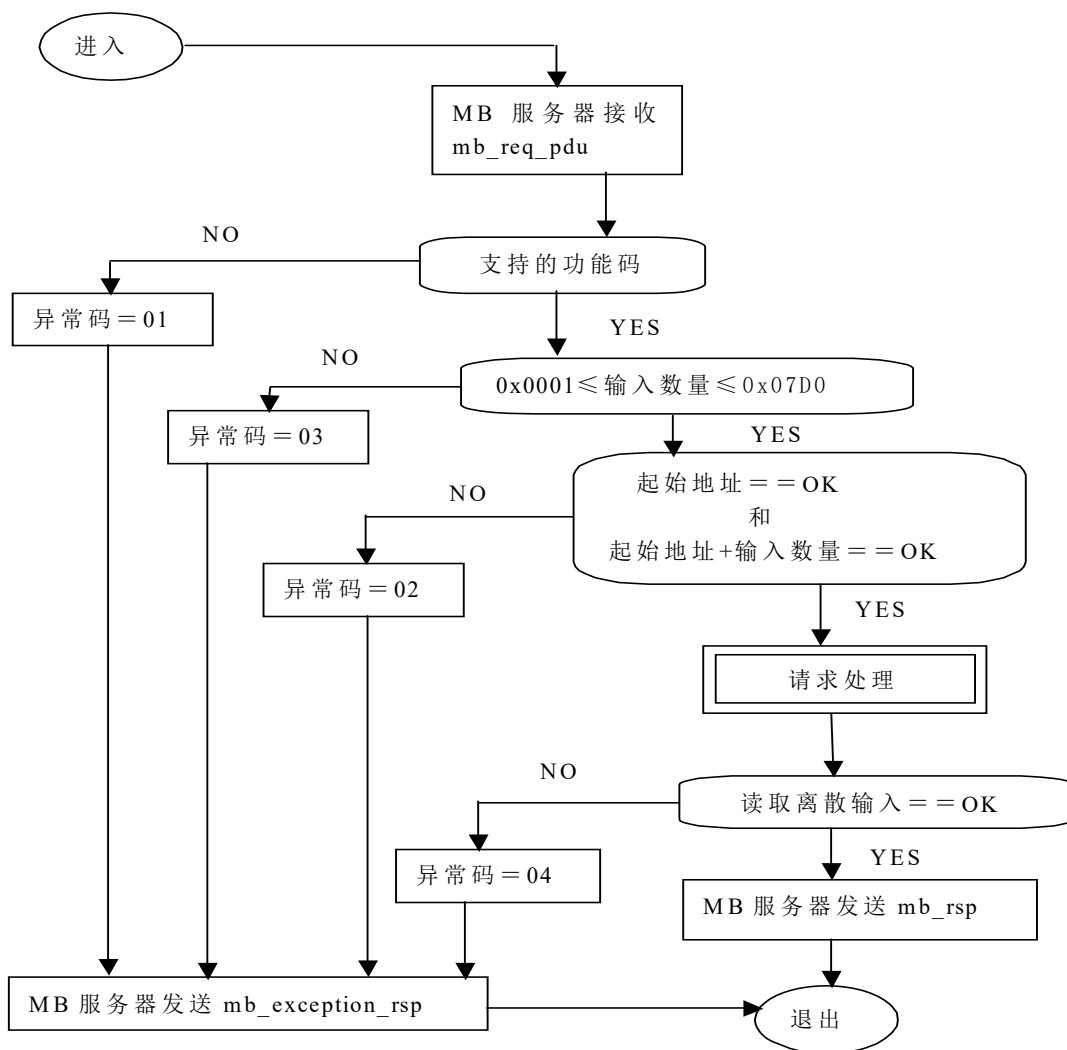 进入
MB 服务器接收
mb_req_pdu
NO
支持的功能码
异常码＝01
YES
NO
0x0001≤输入数量≤0x07D0
异常码＝03
YES
起始地址＝＝OK
NO
和
起始地址+输入数量＝＝OK
异常码＝02
YES
请求处理
NO
读取离散输入＝＝OK
异常码＝04
YES
MB 服务器发送 mb_rsp
MB 服务器发送 mb_exception_rsp
退出